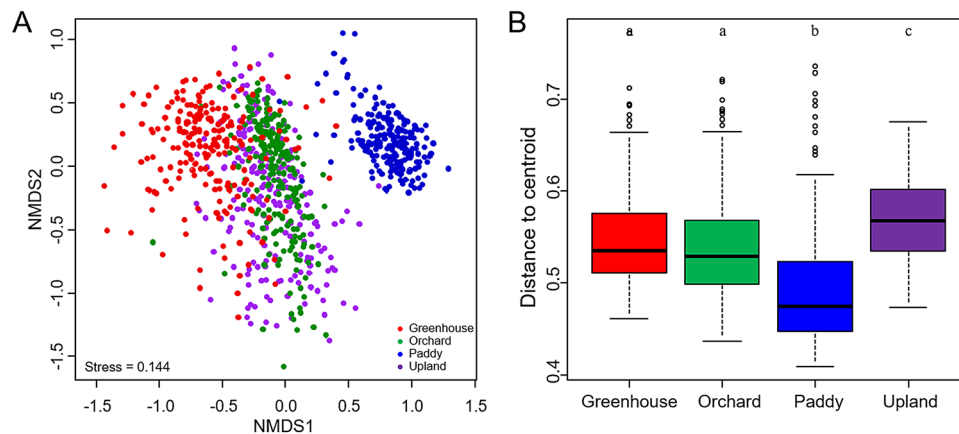 A
NMDS2
1.0
0.5
0.0
-0.5
-1.0
-1.5
Stress = 0.144
Greenhouse
Orchard
Paddy
Upland
-1.5 -1.0 -0.5 0.0 0.5 1.0 1.5
NMDS1
B
a a b c
Distance to centroid
0.7
0.6
0.5
0.4
Greenhouse Orchard Paddy Upland